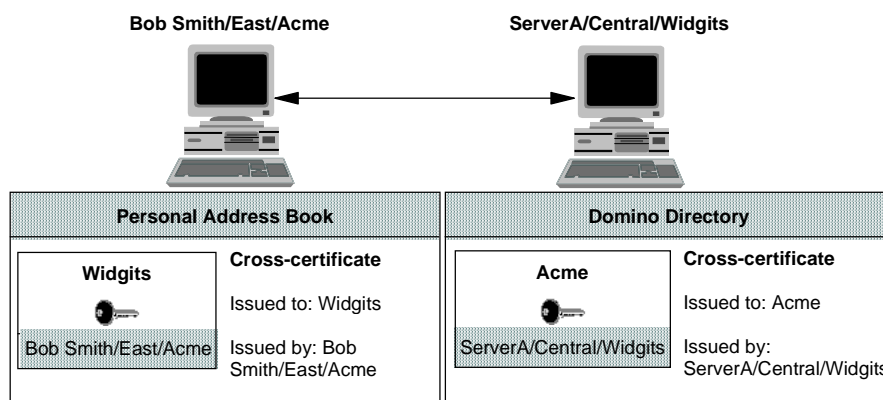 Bob Smith/East/Acme
ServerA/Central/Widgits
Personal Address Book
Widgits
Bob Smith/East/Acme
Cross-certificate
Issued to: Widgits
Issued by: Bob
Smith/East/Acme
Domino Directory
Acme
ServerA/Central/Widgits
Cross-certificate
Issued to: Acme
Issued by:
ServerA/Central/Widgits